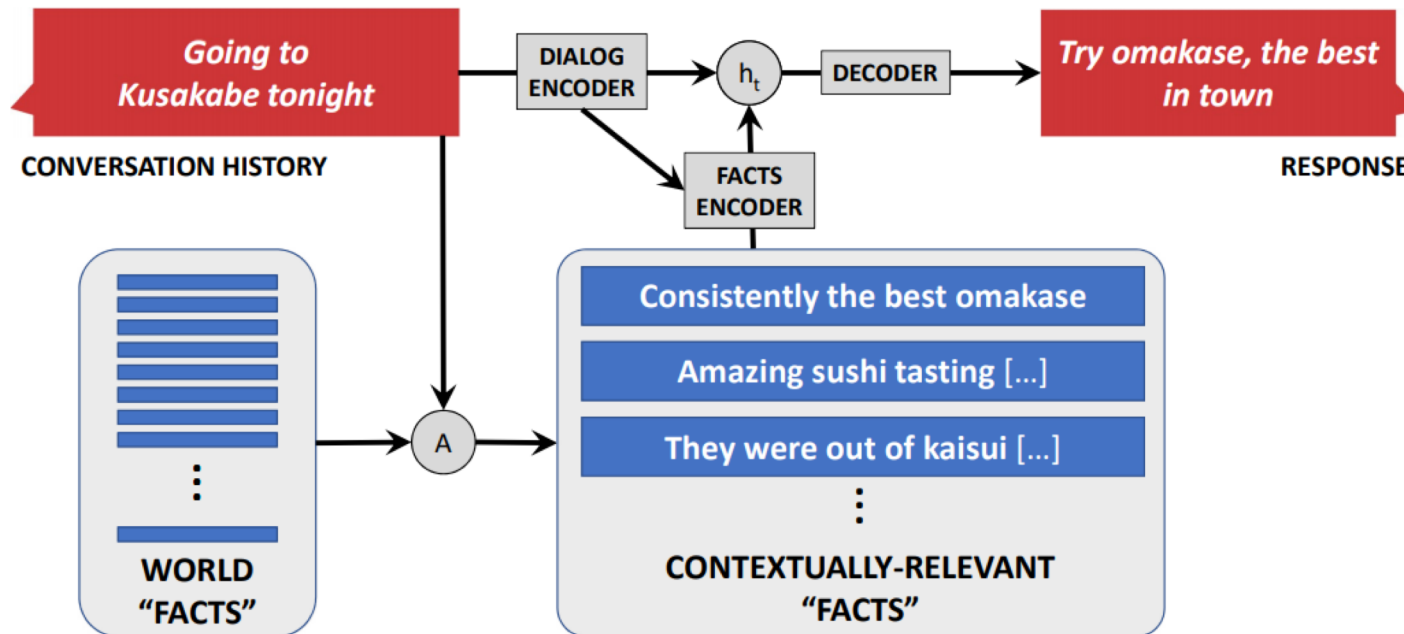 Going to
Kusakabe tonight
CONVERSATION HISTORY
DIALOG
ENCODER
h_t
DECODER
Try omakase, the best
in town
RESPONSE
FACTS
ENCODER
WORLD
“FACTS”
A
Consistently the best omakase
Amazing sushi tasting [...]
They were out of kaisui [...]
CONTEXTUALLY-RELEVANT
“FACTS”